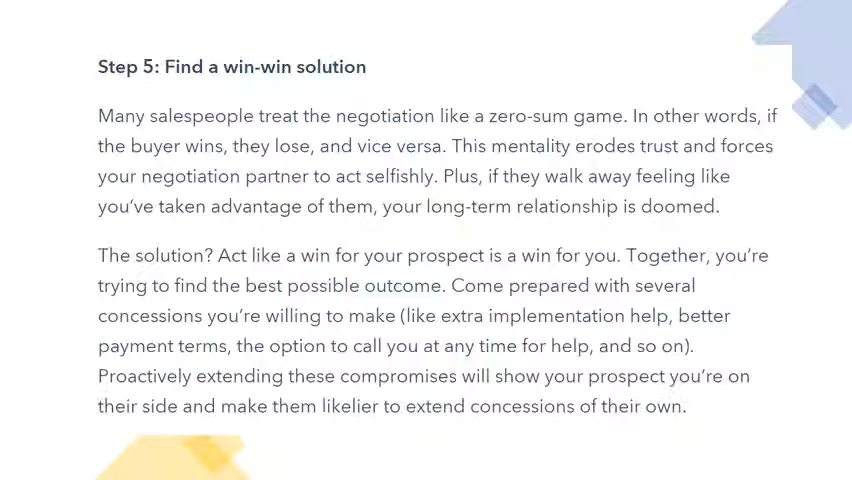 Step 5: Find a win-win solution
Many salespeople treat the negotiation like a zero-sum game. In other words, if
the buyer wins, they lose, and vice versa. This mentality erodes trust and forces
your negotiation partner to act selfishly. Plus, if they walk away feeling like
you’ve taken advantage of them, your long-term relationship is doomed.
The solution? Act like a win for your prospect is a win for you. Together, you’re
trying to find the best possible outcome. Come prepared with several
concessions you’re willing to make (like extra implementation help, better
payment terms, the option to call you at any time for help, and so on).
Proactively extending these compromises will show your prospect you’re on
their side and make them likelier to extend concessions of their own.